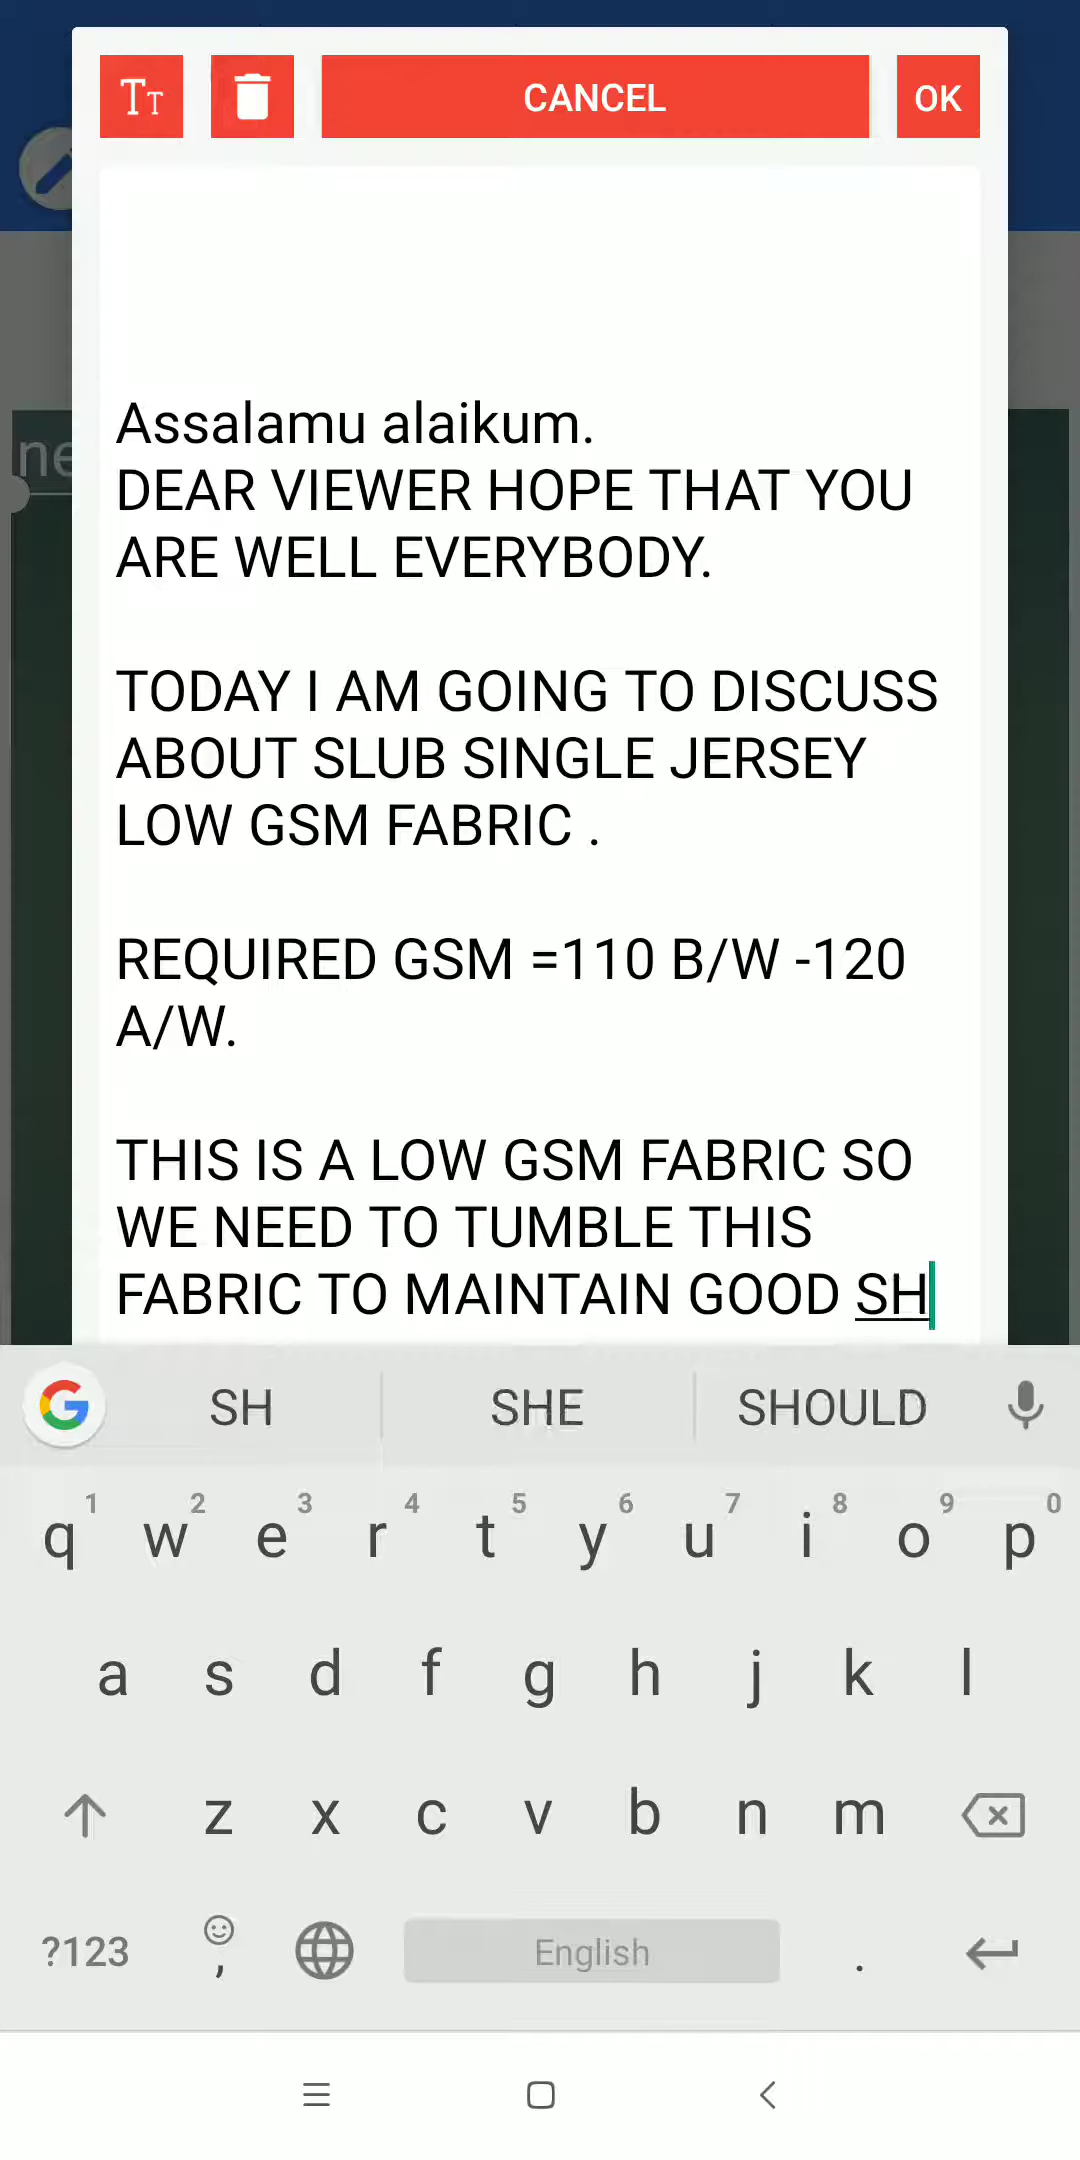 TT
CANCEL
OK
ne
Assalamu alaikum.
DEAR VIEWER HOPE THAT YOU
ARE WELL EVERYBODY.
TODAY I AM GOING TO DISCUSS
ABOUT SLUB SINGLE JERSEY
LOW GSM FABRIC .
REQUIRED GSM =110 B/W -120
A/W.
THIS IS A LOW GSM FABRIC SO
WE NEED TO TUMBLE THIS
FABRIC TO MAINTAIN GOOD SH
G SH SHE SHOULD
1 2 3 4 5 6 7 8 9 0
q w e r t y u i o p
a s d f g h j k l
z x c v b n m
?123 , English .